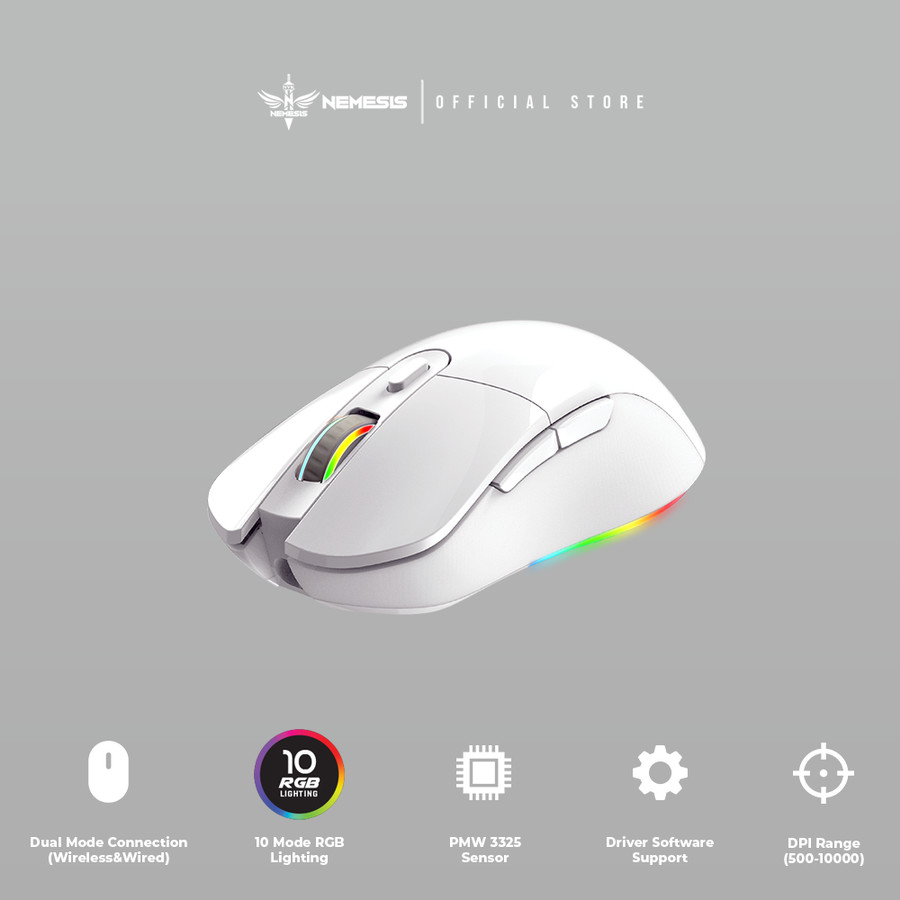 NEMESIS
NEMESIS | OFFICIAL STORE
10
RGB
LIGHTING
Dual Mode Connection
(Wireless&Wired)
10 Mode RGB
Lighting
PMW 3325
Sensor
Driver Software
Support
DPI Range
(500-10000)